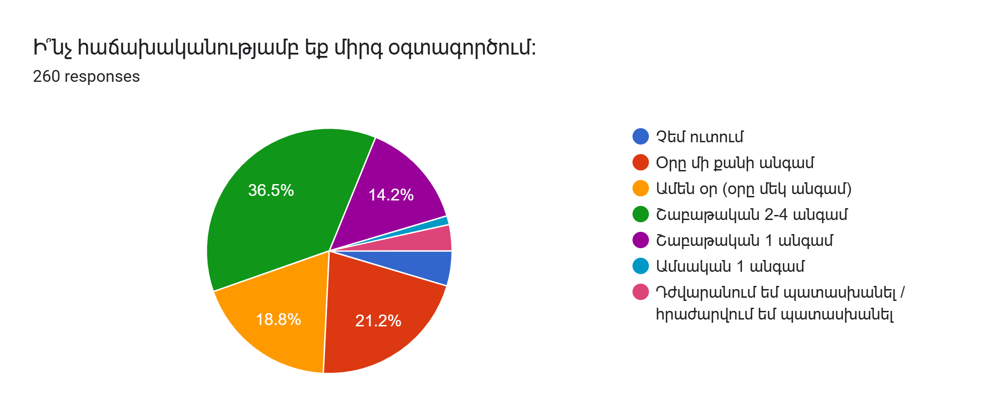 Ի՞նչ հաճախականությամբ եք միրգ օգտագործում:
260 responses
36.5%
14.2%
18.8%
21.2%
Չեմ ուտում
Օրը մի քանի անգամ
Ամեն օր (օրը մեկ անգամ)
Շաբաթական 2-4 անգամ
Շաբաթական 1 անգամ
Ամսական 1 անգամ
Դժվարանում եմ պատասխանել /
հրաժարվում եմ պատասխանել